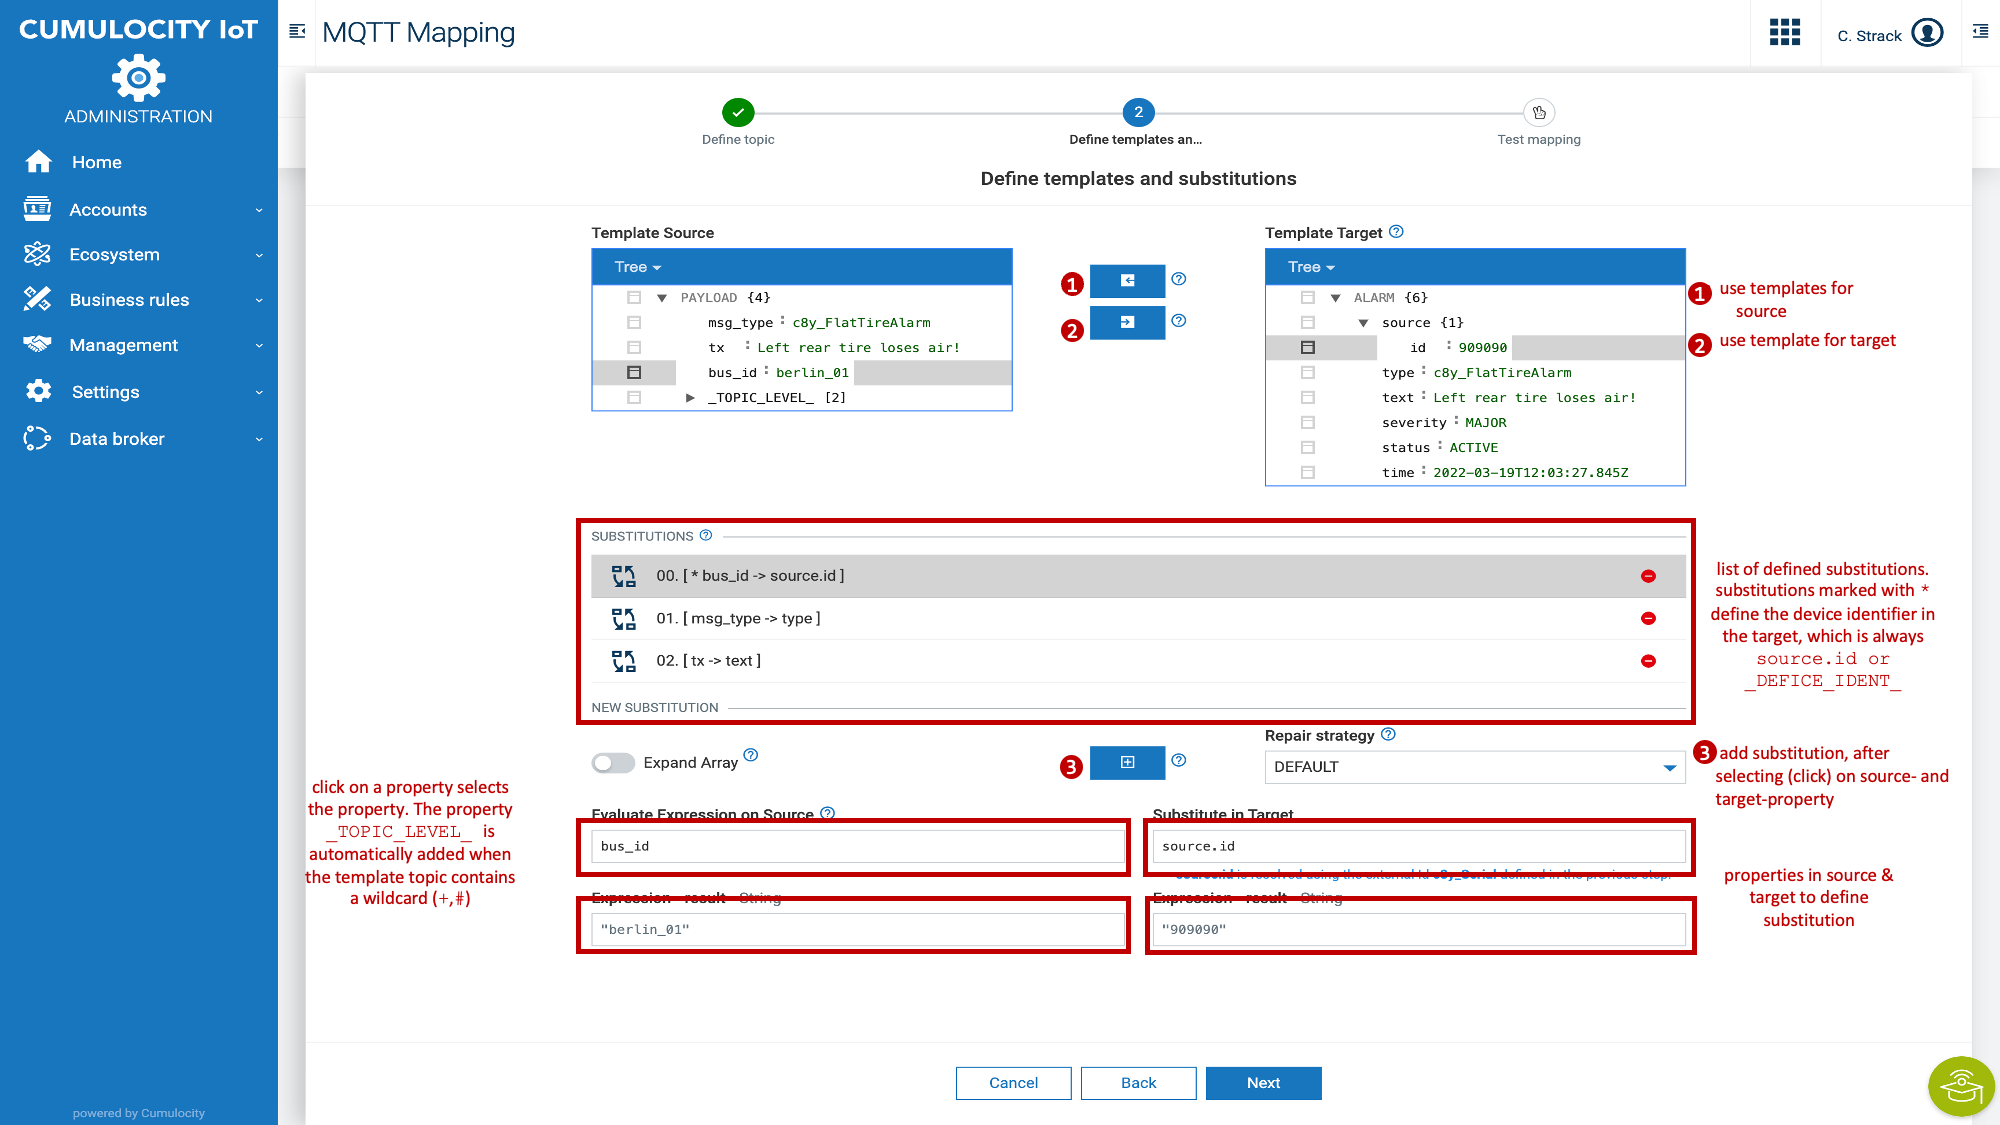 CUMULOCITY IoT
ADMINISTRATION
Home
Accounts
Ecosystem
Business rules
Management
Settings
Data broker
powered by Cumulocity
MQTT Mapping
C. Strack
2
Define topic
Define templates an...
Test mapping
Define templates and substitutions
Template Source
Tree
PAYLOAD {4}
msg_type : c8y_FlatTireAlarm
tx : Left rear tire loses air!
bus_id : berlin_01
_TOPIC_LEVEL_ [2]
1
2
Template Target
Tree
ALARM {6}
source {1}
id : 909090
type : c8y_FlatTireAlarm
text : Left rear tire loses air!
severity : MAJOR
status : ACTIVE
time : 2022-03-19T12:03:27.845Z
1 use templates for
source
2 use template for target
SUBSTITUTIONS
00. [ * bus_id -> source.id ]
01. [ msg_type -> type ]
02. [ tx -> text ]
NEW SUBSTITUTION
list of defined substitutions.
substitutions marked with *
define the device identifier in
the target, which is always
source.id or
_DEFICE_IDENT_
Expand Array
3
Repair strategy
DEFAULT
3 add substitution, after
selecting (click) on source- and
target-property
click on a property selects
the property. The property
_TOPIC_LEVEL_ is
automatically added when
the template topic contains
a wildcard (+,#)
Evaluate Expression on Source
bus_id
Substitute in Target
source.id
source.id is resolved using the external Id c8y_Serial defined in the previous step.
Expression - result - String
"berlin_01"
Expression - result - String
"909090"
properties in source &
target to define
substitution
Cancel
Back
Next